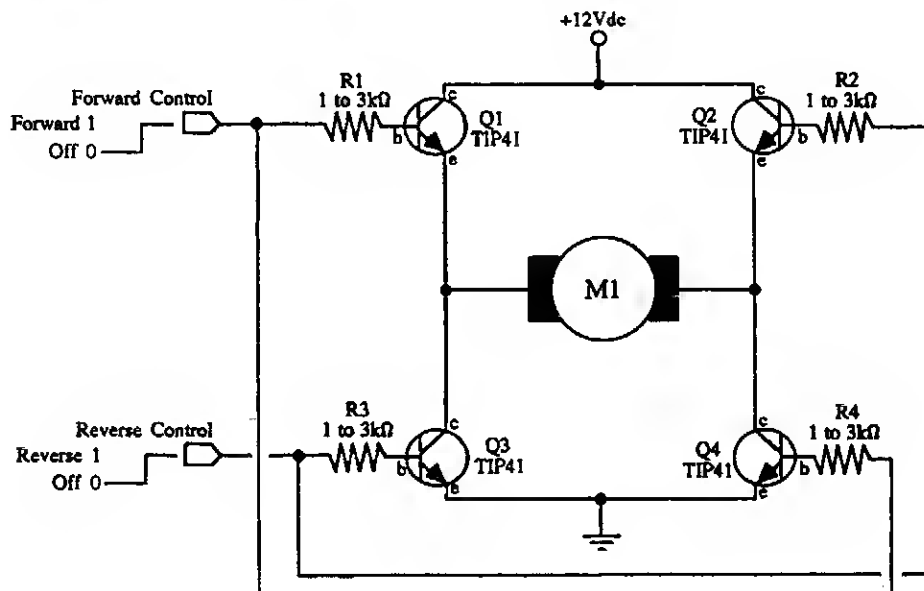 +12Vdc
Forward Control
Forward 1
Off 0
R1
1 to 3kΩ
b
c
e
Q1
TIP41
Q2
TIP41
c
b
e
R2
1 to 3kΩ
M1
Reverse Control
Reverse 1
Off 0
R3
1 to 3kΩ
b
c
e
Q3
TIP41
Q4
TIP41
c
b
e
R4
1 to 3kΩ